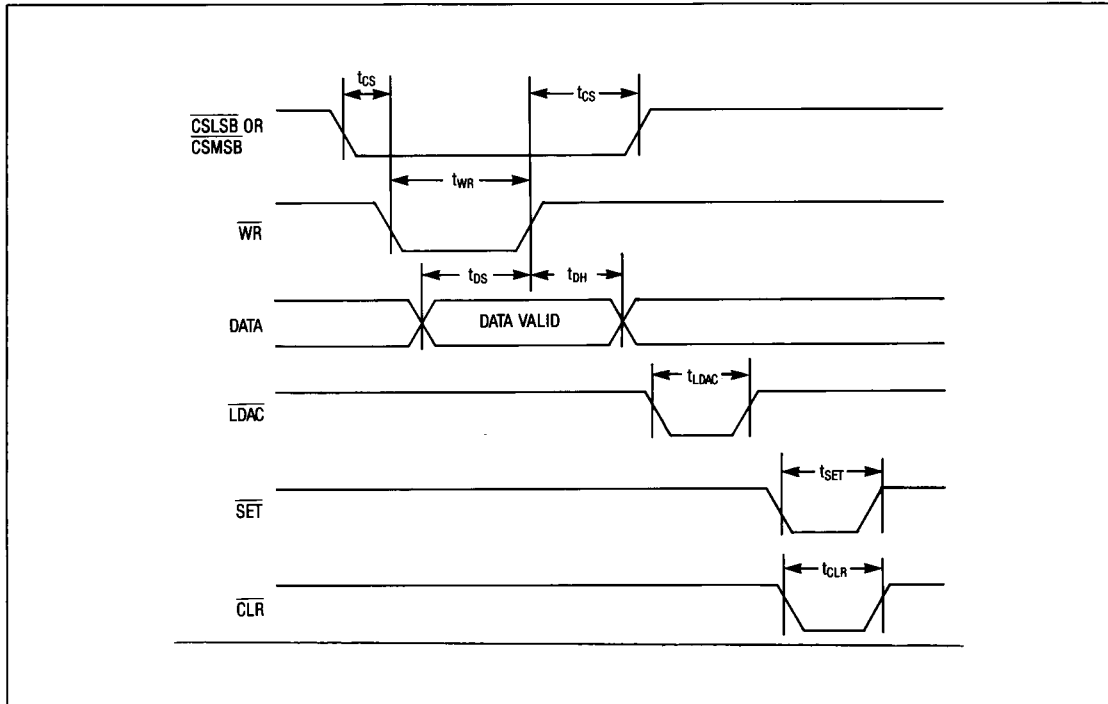 tCS
tCS
CSLSB OR
CSMSB
tWR
WR
tDS
tDH
DATA
DATA VALID
tLDAC
LDAC
tSET
SET
tCLR
CLR